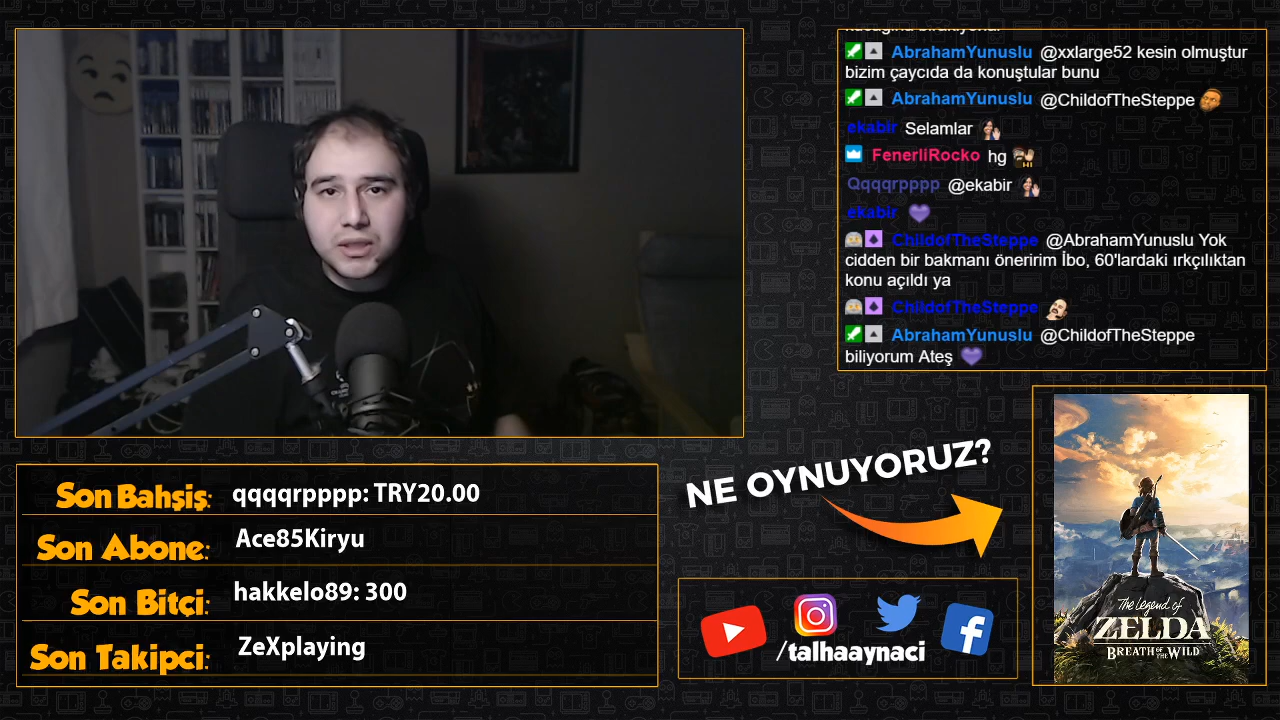 AbrahamYunuslu @xxlarge52 kesin olmuştur
bizim çaycıda da konuştular bunu
AbrahamYunuslu @ChildofTheSteppe
ekabir Selamlar
FenerliRocko hg
Qqqqrpppp @ekabir
ekabir
ChildofTheSteppe @AbrahamYunuslu Yok
cidden bir bakmanı öneririm İbo, 60'lardaki ırkçılıktan
konu açıldı ya
ChildofTheSteppe
AbrahamYunuslu @ChildofTheSteppe
biliyorum Ateş
Son Bahşiş: qqqqrpppp: TRY20.00
Son Abone: Ace85Kiryu
Son Bitçi: hakkelo89: 300
Son Takipci: ZeXplaying
NE OYNUYORUZ?
/talhaaynaci
The Legend of
ZELDA
BREATH OF THE WILD